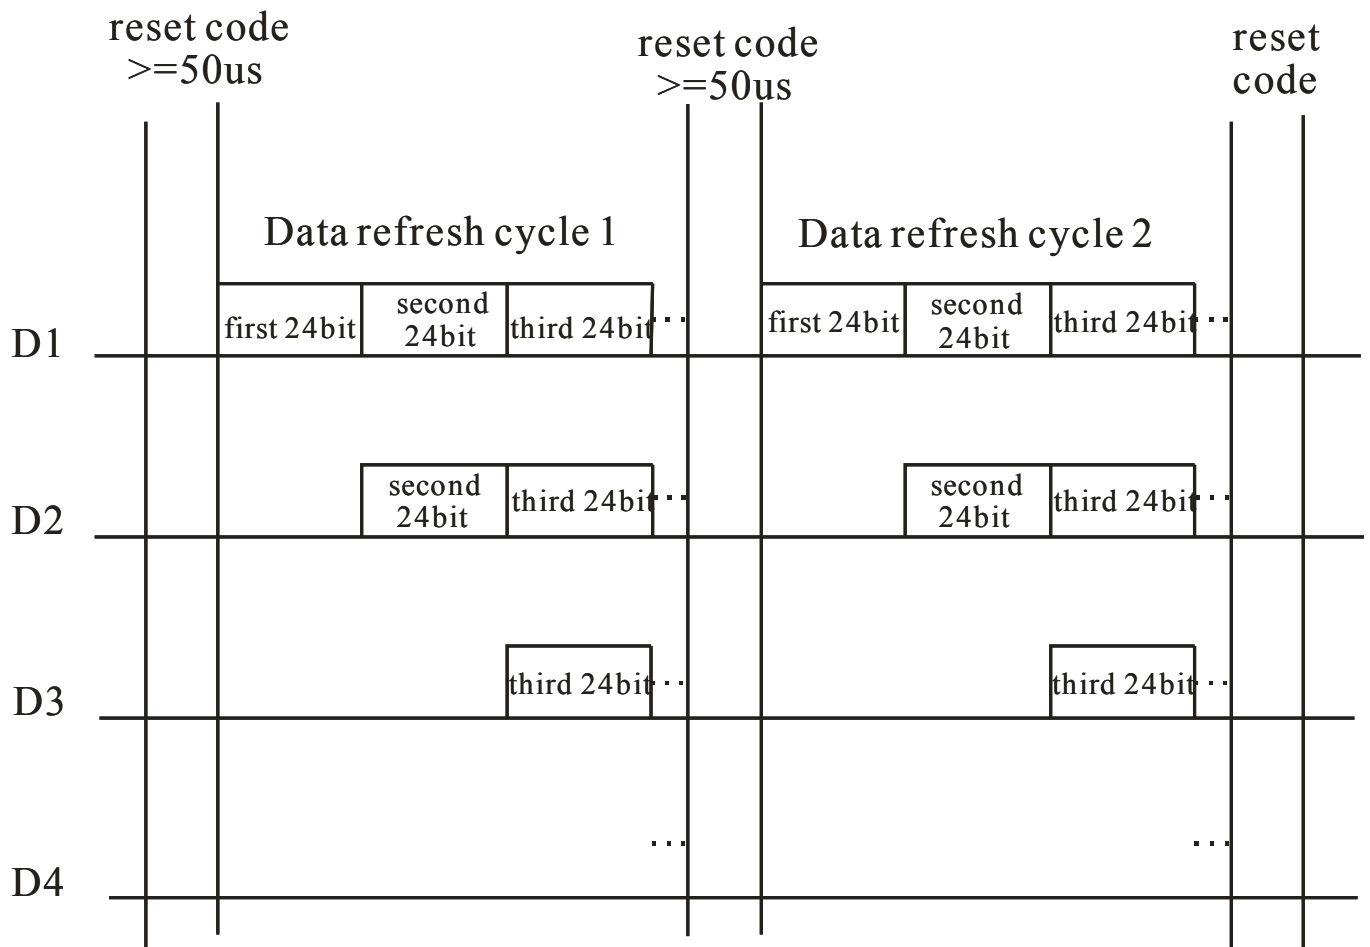 reset code
>=50us
reset code
>=50us
reset
code
Data refresh cycle 1
Data refresh cycle 2
D1
first 24bit
second
24bit
third 24bit
...
first 24bit
second
24bit
third 24bit
...
D2
second
24bit
third 24bit
...
second
24bit
third 24bit
...
D3
third 24bit
...
third 24bit
...
D4
...
...